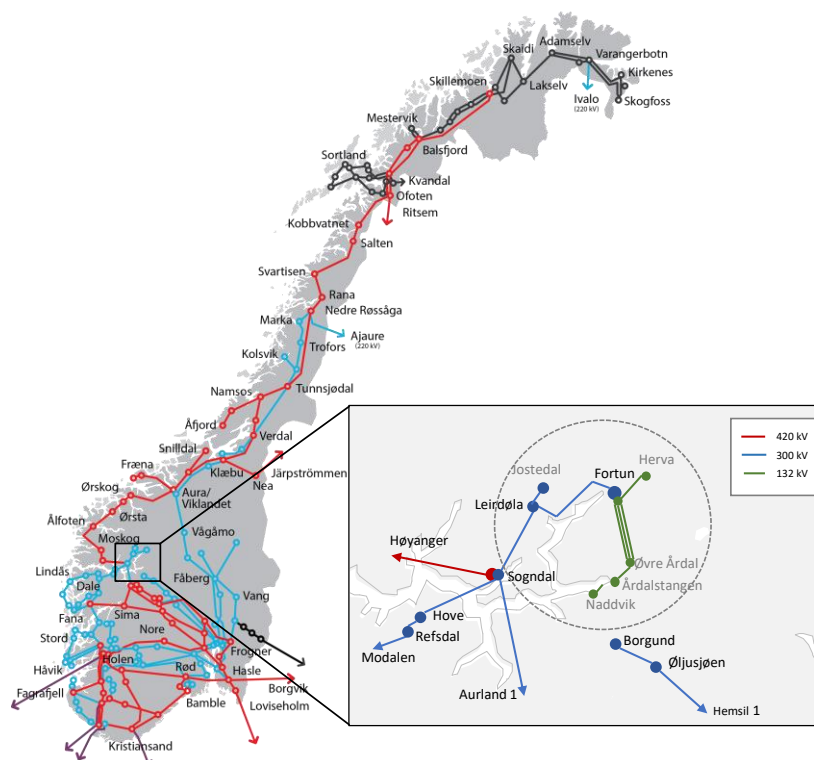 Skaidi
Adamselv
Varangerbotn
Kirkenes
Skillemoen
Lakselv
Ivalo
(220 kV)
Skogfoss
Mestervik
Balsfjord
Sortland
Kvandal
Ofoten
Ritsem
Kobbvatnet
Salten
Svartisen
Rana
Nedre Røssåga
Marka
Ajaure
(220 kV)
Trofors
Kolsvik
Tunnsjødal
Namsos
Åfjord
Verdal
Snilldal
Klæbu
Järpströmmen
Fræna
Nea
Ørskog
Aura/
Viklandet
Ørsta
Ålfoten
Vågåmo
Moskog
Lindås
Dale
Fåberg
Vang
Fana
Sima
Nore
Stord
Frogner
Holen
Håvik
Rød
Hasle
Fagrafjell
Borgvik
Bamble
Loviseholm
Kristiansand
420 kV
300 kV
132 kV
Jostedal
Fortun
Herva
Leirdøla
Høyanger
Øvre Årdal
Sogndal
Årdalstangen
Naddvik
Hove
Refsdal
Borgund
Modalen
Øljusjøen
Aurland 1
Hemsil 1